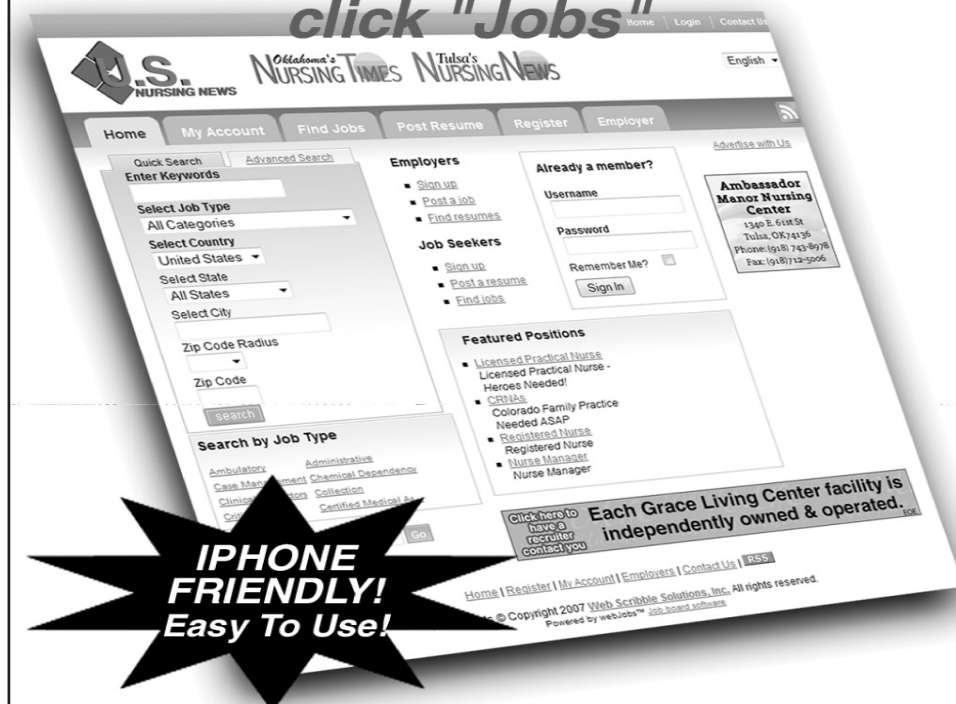 click "Jobs"
Home | Login | Contact Us
U.S.
NURSING NEWS
Oklahoma's
NURSING TIMES
Tulsa's
NURSING NEWS
English
Home
My Account
Find Jobs
Post Resume
Register
Employer
Quick Search
Advanced Search
Enter Keywords
Select Job Type
All Categories
Select Country
United States
Select State
All States
Select City
Zip Code Radius
Zip Code
search
Search by Job Type
Ambulatory
Administrative
Case Management
Chemical Dependency
Collection
Certified Medical
Go
Employers
Sign up
Post a job
Find resumes
Job Seekers
Sign up
Post a resume
Find jobs
Already a member?
Username
Password
Remember Me?
Sign In
Advertise with Us
Ambassador
Manor Nursing
Center
1340 E. 61st St
Tulsa, OK74136
Phone: (918) 743-8978
Fax: (918)712-5006
Featured Positions
Licensed Practical Nurse
Licensed Practical Nurse -
Heroes Needed!
CRNAs
Colorado Family Practice
Needed ASAP
Registered Nurse
Registered Nurse
Nurse Manager
Nurse Manager
Click here to
have a
recruiter
contact you
Each Grace Living Center facility is
independently owned & operated.
EOE
Home | Register | My Account | Employers | Contact Us | RSS
© Copyright 2007 Web Scribble Solutions, Inc. All rights reserved.
Powered by webJobs™ Job board software
IPHONE
FRIENDLY!
Easy To Use!